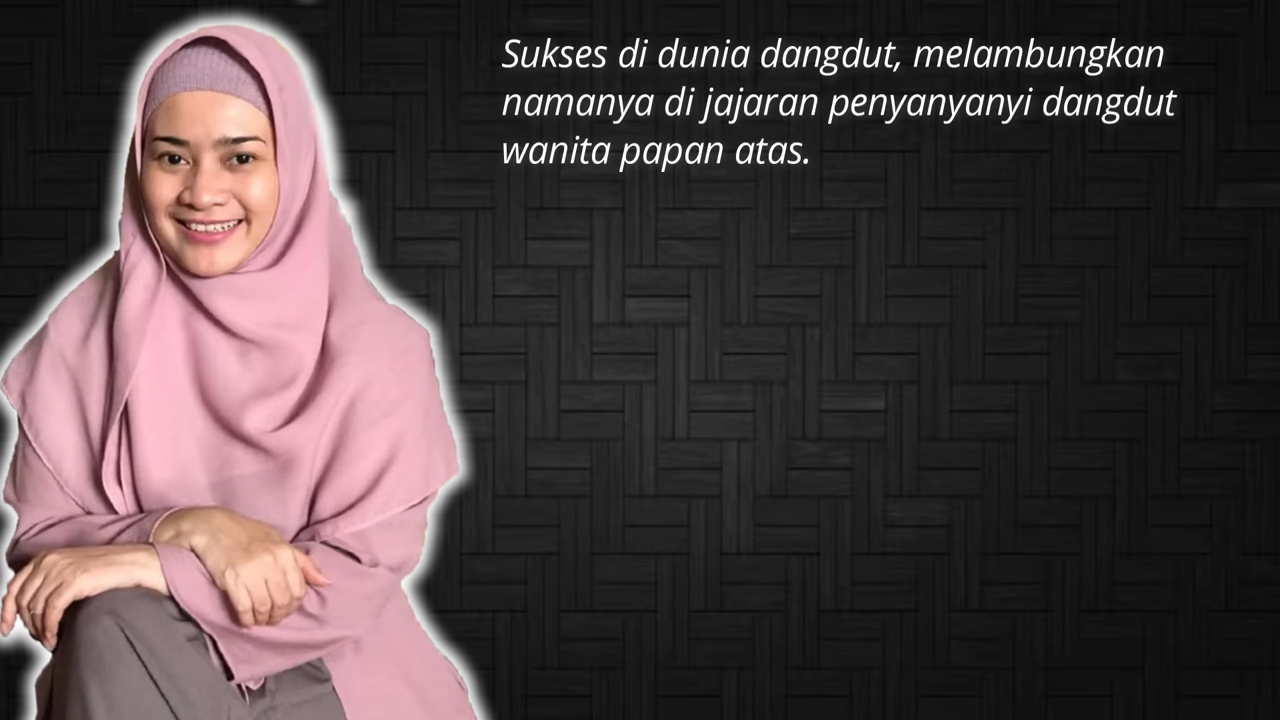 Sukses di dunia dangdut, melambungkan
namanya di jajaran penyanyanyi dangdut
wanita papan atas.